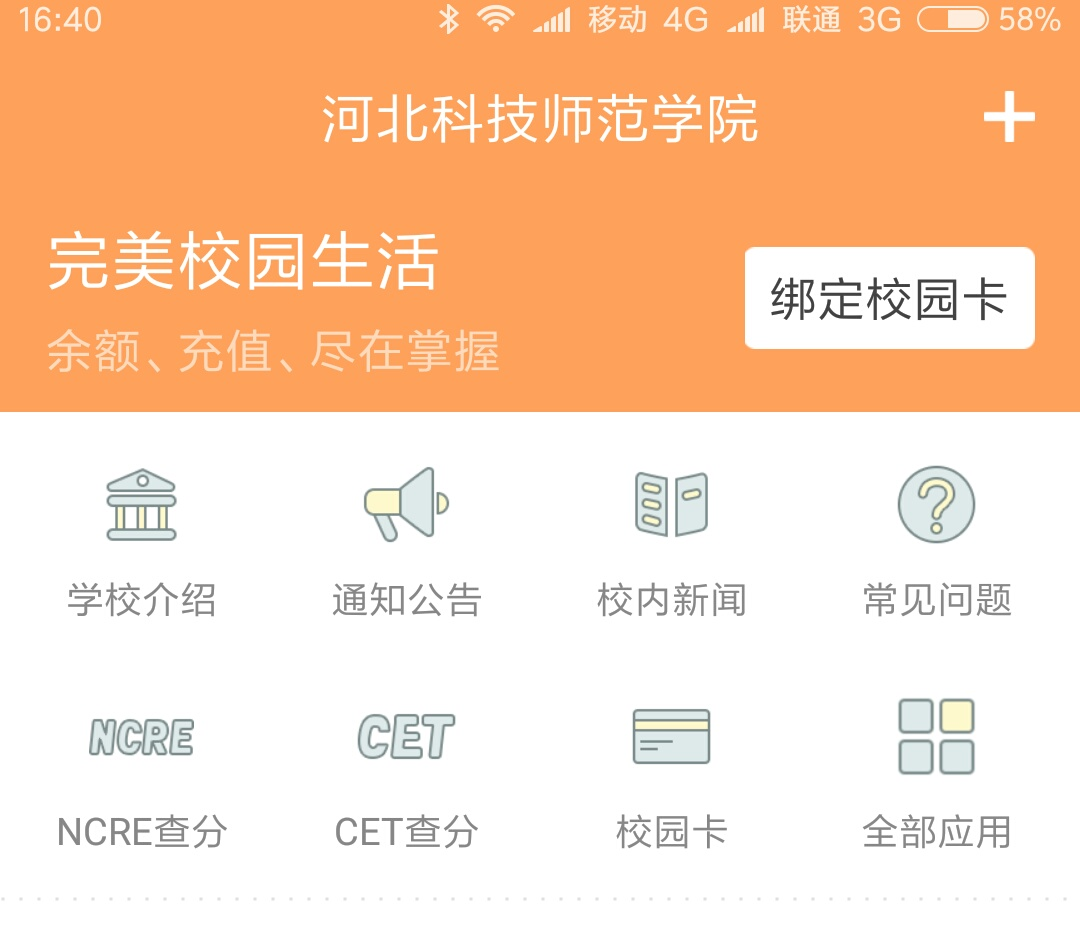 16:40 移动 4G 联通 3G 58%
河北科技师范学院
完美校园生活
绑定校园卡
余额、充值、尽在掌握
学校介绍 通知公告 校内新闻 常见问题
NCRE CET
NCRE查分 CET查分 校园卡 全部应用